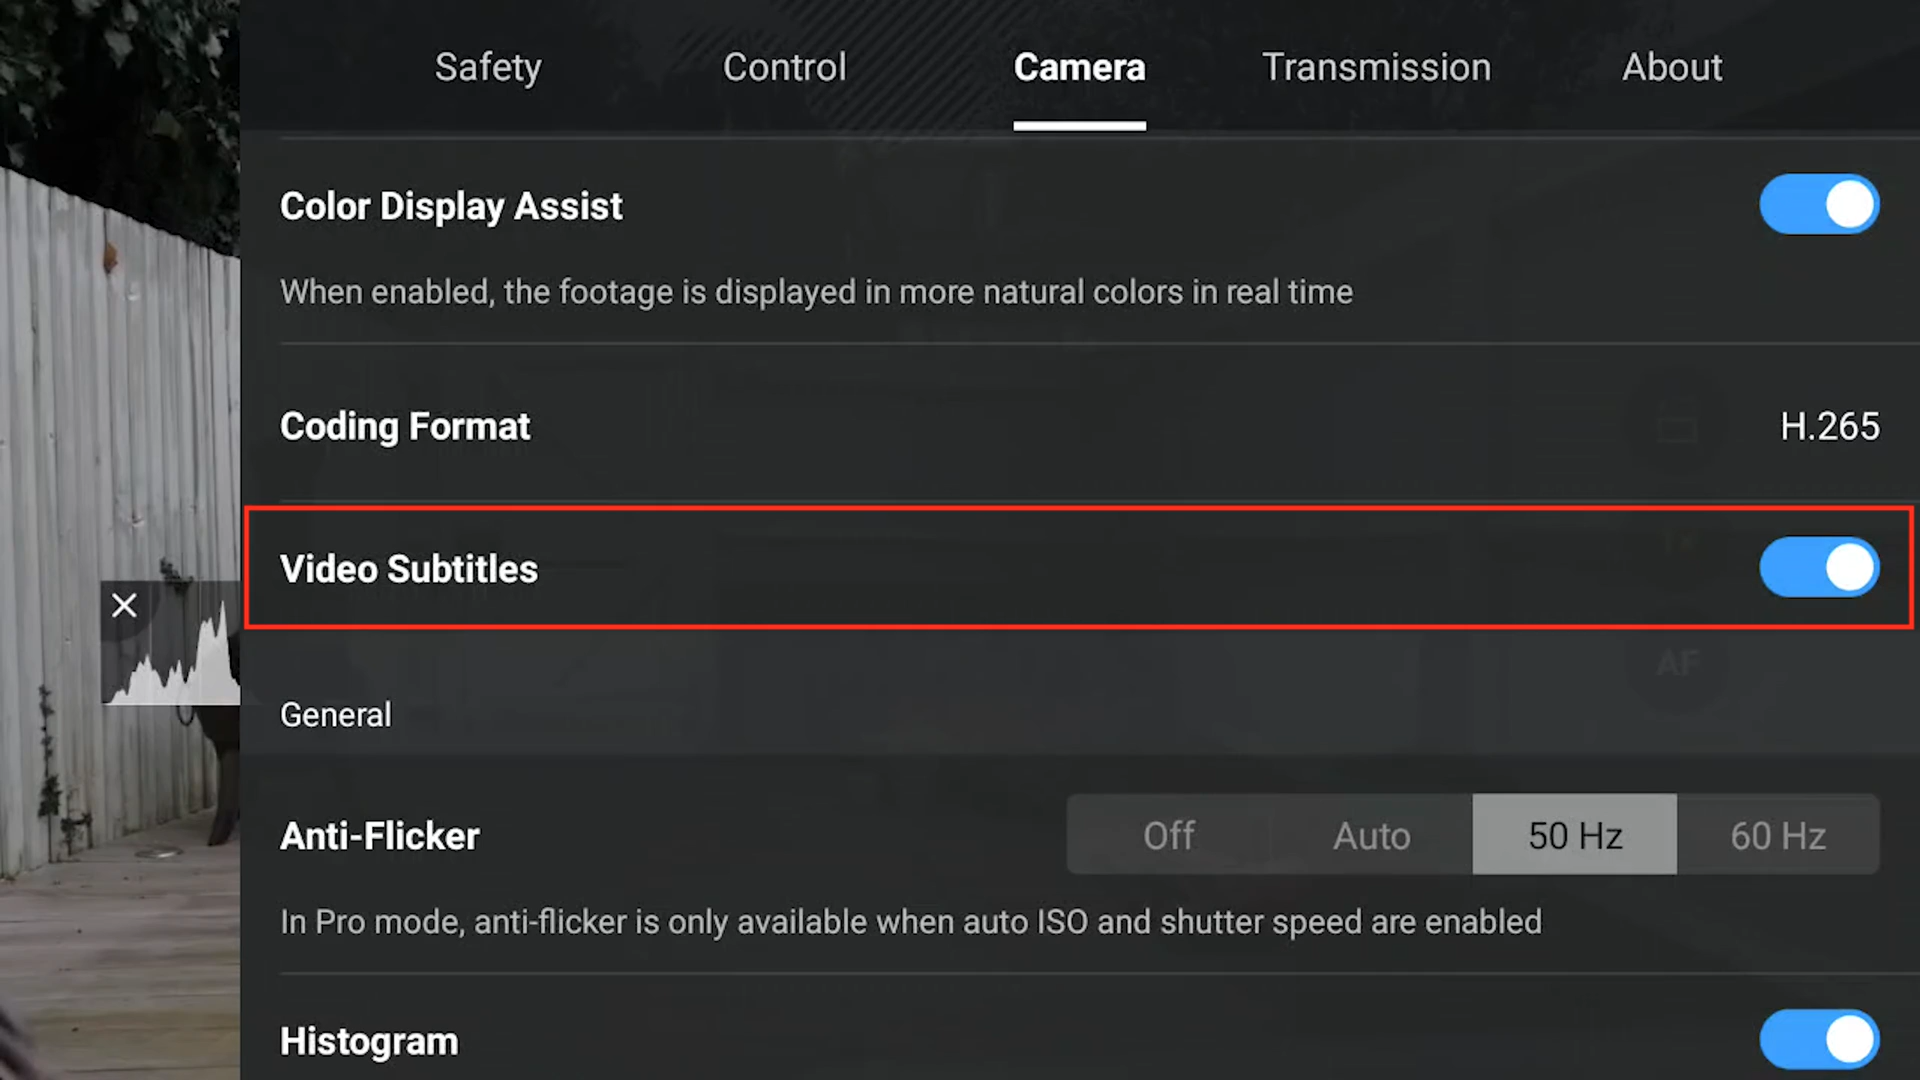 Safety Control Camera Transmission About
Color Display Assist
When enabled, the footage is displayed in more natural colors in real time
Coding Format H.265
Video Subtitles
AF
General
Anti-Flicker Off Auto 50 Hz 60 Hz
In Pro mode, anti-flicker is only available when auto ISO and shutter speed are enabled
Histogram